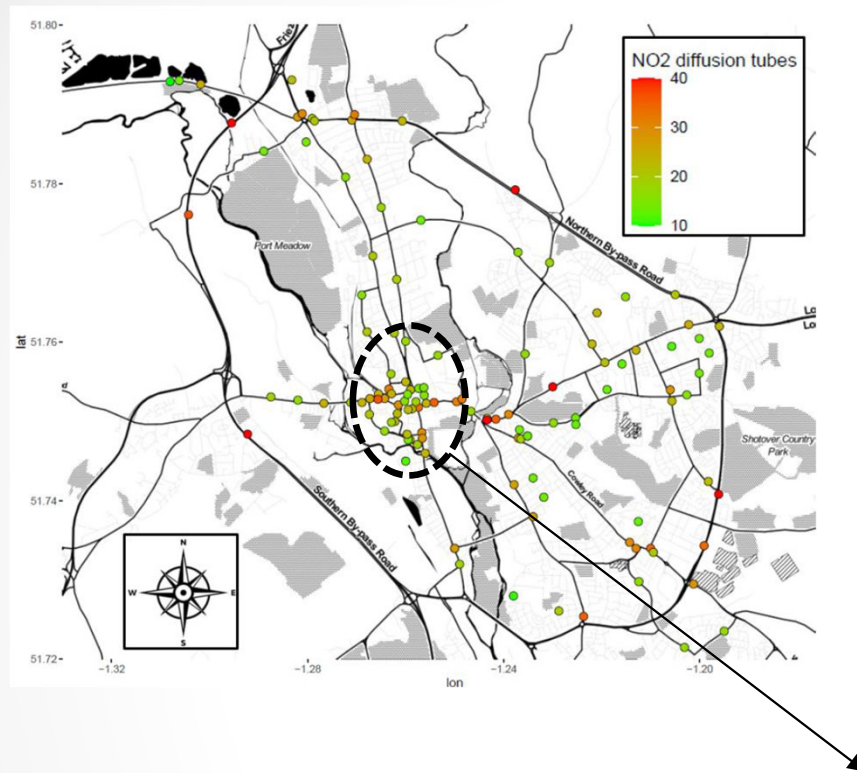 51.80
51.78
51.76
51.74
51.72
lat
−1.32
−1.28
−1.24
−1.20
lon
NO2 diffusion tubes
40
30
20
10
Port Meadow
Northern By-pass Road
Southern By-pass Road
Cowley Road
Shotover Country
Park
Lo
Lo
d
N
W
E
S